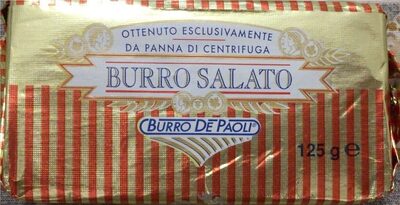 OTTENUTO ESCLUSIVAMENTE
DA PANNA DI CENTRIFUGA
BURRO SALATO
BURRO DE PAOLI
125 g e